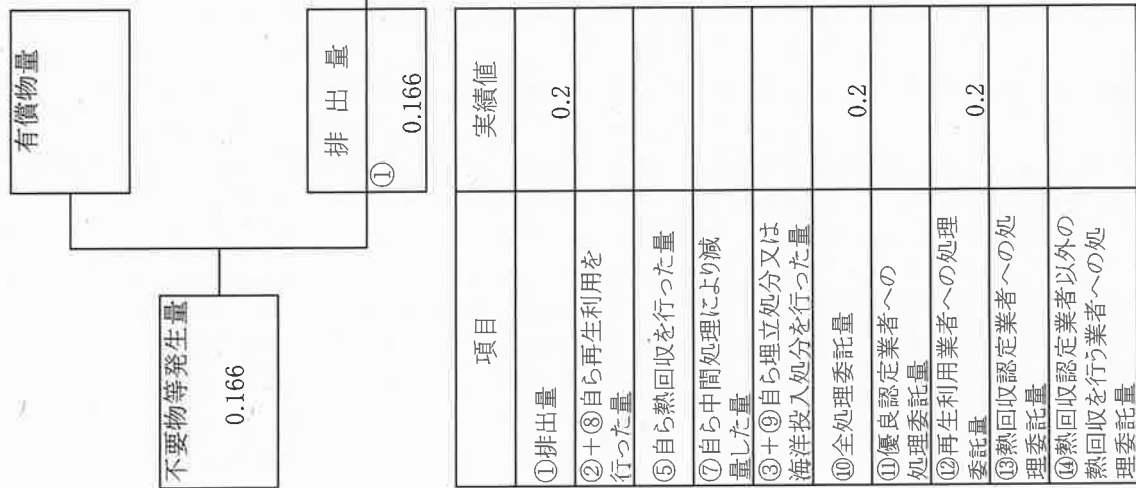 有償物量
不要物等発生量
0.166
排出量
①
0.166
項目
実績値
①排出量
0.2
②+⑧自ら再生利用を
行った量
⑤自ら熱回収を行った量
⑦自ら中間処理により減
量した量
③+⑨自ら埋立処分又は
海洋投入処分を行った量
⑩全処理委託量
0.2
⑪優良認定業者への
処理委託量
⑫再生利用業者への処理
委託量
0.2
⑬熱回収認定業者への処
理委託量
⑭熱回収認定業者以外の
熱回収を行う業者への処
理委託量